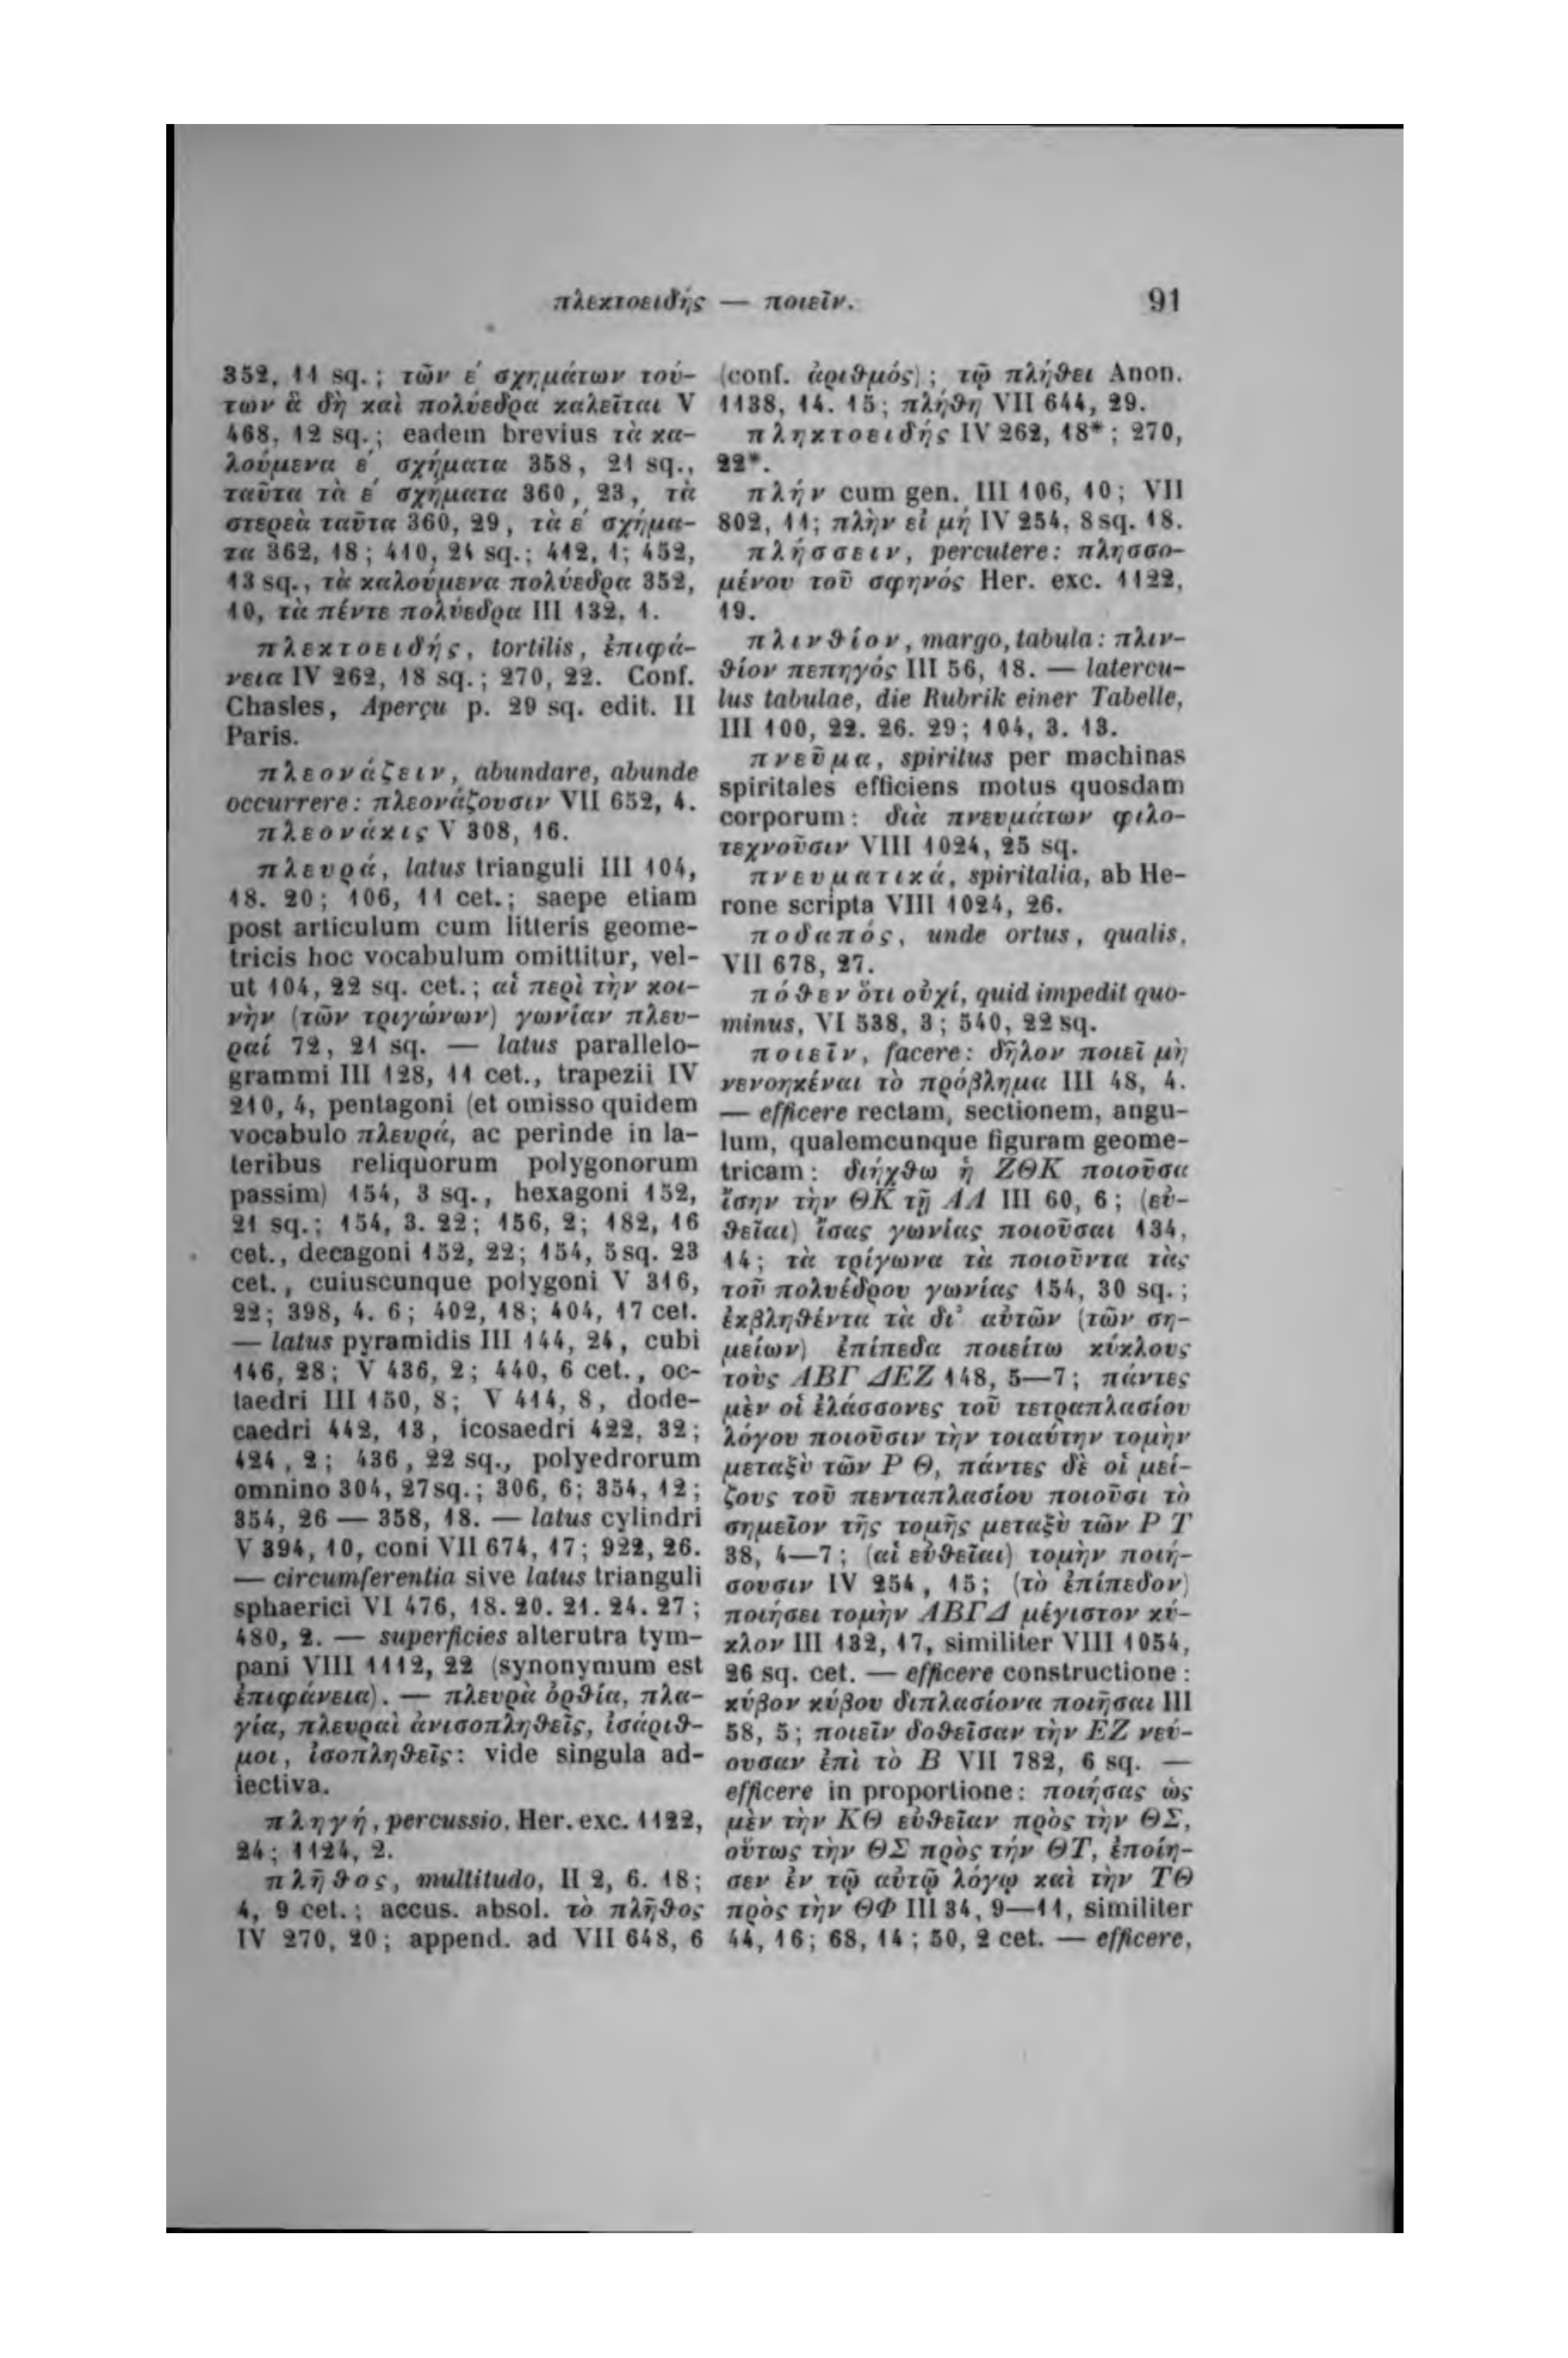 πλεκτοειδής — ποιεῖν. 91
352, 11 sq.; τῶν ε΄ σχημάτων τού-
των ἃ δὴ καὶ πολύεδρα καλεῖται V
468, 12 sq.; eadem brevius τὰ κα-
λούμενα ε΄ σχήματα 358, 21 sq.,
ταῦτα τὰ ε΄ σχήματα 360, 23, τὰ
στερεὰ ταῦτα 360, 29, τὰ ε΄ σχήμα-
τα 362, 18; 410, 24 sq.; 412, 1; 452,
13 sq., τὰ καλούμενα πολύεδρα 352,
10, τὰ πέντε πολύεδρα III 132, 1.
πλεκτοειδής, tortilis, ἐπιφά-
νεια IV 262, 18 sq.; 270, 22. Conf.
Chasles, Aperçu p. 29 sq. edit. II
Paris.
πλεονάζειν, abundare, abunde
occurrere: πλεονάζουσιν VII 652, 4.
πλεονάκις V 308, 16.
πλευρά, latus trianguli III 104,
18. 20; 106, 11 cet.; saepe etiam
post articulum cum litteris geome-
tricis hoc vocabulum omittitur, vel-
ut 104, 22 sq. cet.; αἱ περὶ τὴν κοι-
νὴν (τῶν τριγώνων) γωνίαν πλευ-
ραί 72, 21 sq. — latus parallelo-
grammi III 128, 11 cet., trapezii IV
210, 4, pentagoni (et omisso quidem
vocabulo πλευρά, ac perinde in la-
teribus reliquorum polygonorum
passim) 154, 3 sq., hexagoni 152,
21 sq.; 154, 3. 22; 156, 2; 182, 16
cet., decagoni 152, 22; 154, 5 sq. 23
cet., cuiuscunque polygoni V 316,
22; 398, 4. 6; 402, 18; 404, 17 cet.
— latus pyramidis III 144, 24, cubi
146, 28; V 436, 2; 440, 6 cet., oc-
taedri III 150, 8; V 414, 8, dode-
caedri 442, 13, icosaedri 422, 32;
424, 2; 436, 22 sq., polyedrorum
omnino 304, 27 sq.; 306, 6; 354, 12;
354, 26 — 358, 18. — latus cylindri
V 394, 10, coni VII 674, 17; 922, 26.
— circumferentia sive latus trianguli
sphaerici VI 476, 18. 20. 21. 24. 27;
480, 2. — superficies alterutra tym-
pani VIII 1112, 22 (synonymum est
ἐπιφάνεια). — πλευρὰ ὀρθία, πλα-
γία, πλευραὶ ἀνισοπληθεῖς, ἰσάριθ-
μοι, ἰσοπληθεῖς: vide singula ad-
iectiva.
πληγή, percussio, Her. exc. 1122,
24; 1124, 2.
πλῆθος, multitudo, II 2, 6. 18;
4, 9 cet.; accus. absol. τὸ πλῆθος
IV 270, 20; append. ad VII 648, 6
(conf. ἀριθμός); τῷ πλήθει Anon.
1138, 14. 15; πλήθη VII 644, 29.
πληκτοειδής IV 262, 18*; 270,
22*.
πλήν cum gen. III 106, 10; VII
802, 11; πλὴν εἰ μή IV 254, 8 sq. 18.
πλήσσειν, percutere: πλησσο-
μένου τοῦ σφηνός Her. exc. 1122,
19.
πλινθίον, margo, tabula: πλιν-
θίον πεπηγός III 56, 18. — latercu-
lus tabulae, die Rubrik einer Tabelle,
III 100, 22. 26. 29; 104, 3. 13.
πνεῦμα, spiritus per machinas
spiritales efficiens motus quosdam
corporum: διὰ πνευμάτων φιλο-
τεχνοῦσιν VIII 1024, 25 sq.
πνευματικά, spiritalia, ab He-
rone scripta VIII 1024, 26.
ποδαπός, unde ortus, qualis,
VII 678, 27.
πόθεν ὅτι οὐχί, quid impedit quo-
minus, VI 538, 3; 540, 22 sq.
ποιεῖν, facere: δῆλον ποιεῖ μὴ
νενοηκέναι τὸ πρόβλημα III 48, 4.
— efficere rectam, sectionem, angu-
lum, qualemcunque figuram geome-
tricam: διήχθω ἡ ΖΘΚ ποιοῦσα
ἴσην τὴν ΘΚ τῇ ΑΛ III 60, 6; (εὐ-
θεῖαι) ἴσας γωνίας ποιοῦσαι 134,
14; τὰ τρίγωνα τὰ ποιοῦντα τὰς
τοῦ πολυέδρου γωνίας 154, 30 sq.;
ἐκβληθέντα τὰ δι᾽ αὐτῶν (τῶν ση-
μείων) ἐπίπεδα ποιείτω κύκλους
τοὺς ΑΒΓ ΔΕΖ 148, 5—7; πάντες
μὲν οἱ ἐλάσσονες τοῦ τετραπλασίου
λόγου ποιοῦσιν τὴν τοιαύτην τομὴν
μεταξὺ τῶν Ρ Θ, πάντες δὲ οἱ μεί-
ζους τοῦ πενταπλασίου ποιοῦσι τὸ
σημεῖον τῆς τομῆς μεταξὺ τῶν Ρ Τ
38, 4—7; (αἱ εὐθεῖαι) τομὴν ποιή-
σουσιν IV 254, 15; (τὸ ἐπίπεδον)
ποιήσει τομὴν ΑΒΓΔ μέγιστον κύ-
κλον III 132, 17, similiter VIII 1054,
26 sq. cet. — efficere constructione:
κύβον κύβου διπλασίονα ποιῆσαι III
58, 5; ποιεῖν δοθεῖσαν τὴν ΕΖ νεύ-
ουσαν ἐπὶ τὸ Β VII 782, 6 sq. —
efficere in proportione: ποιήσας ὡς
μὲν τὴν ΚΘ εὐθεῖαν πρὸς τὴν ΘΣ,
οὕτως τὴν ΘΣ πρὸς τήν ΘΤ, ἐποίη-
σεν ἐν τῷ αὐτῷ λόγῳ καὶ τὴν ΤΘ
πρὸς τὴν ΘΦ III 34, 9—11, similiter
44, 16; 68, 14; 50, 2 cet. — efficere,